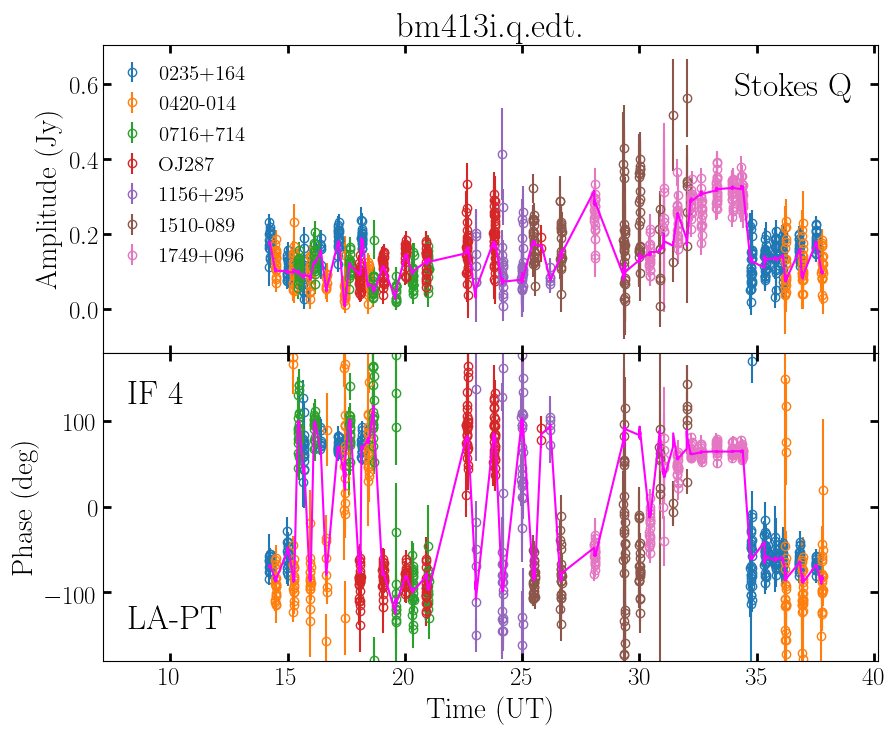 bm413i.q.edt.
Stokes Q
0235+164
0420-014
0716+714
OJ287
1156+295
1510-089
1749+096
Amplitude (Jy)
0.6
0.4
0.2
0.0
IF 4
LA-PT
Phase (deg)
100
0
−100
10 15 20 25 30 35 40
Time (UT)